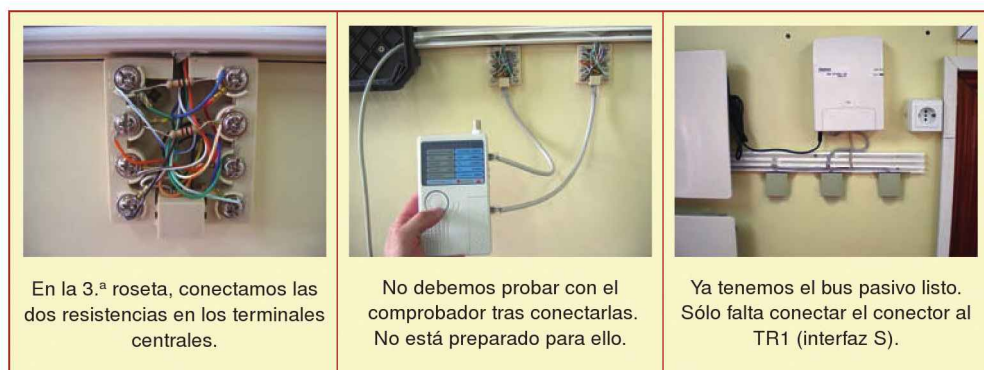 En la 3.ª roseta, conectamos las
dos resistencias en los terminales
centrales.
No debemos probar con el
comprobador tras conectarlas.
No está preparado para ello.
Ya tenemos el bus pasivo listo.
Sólo falta conectar el conector al
TR1 (interfaz S).